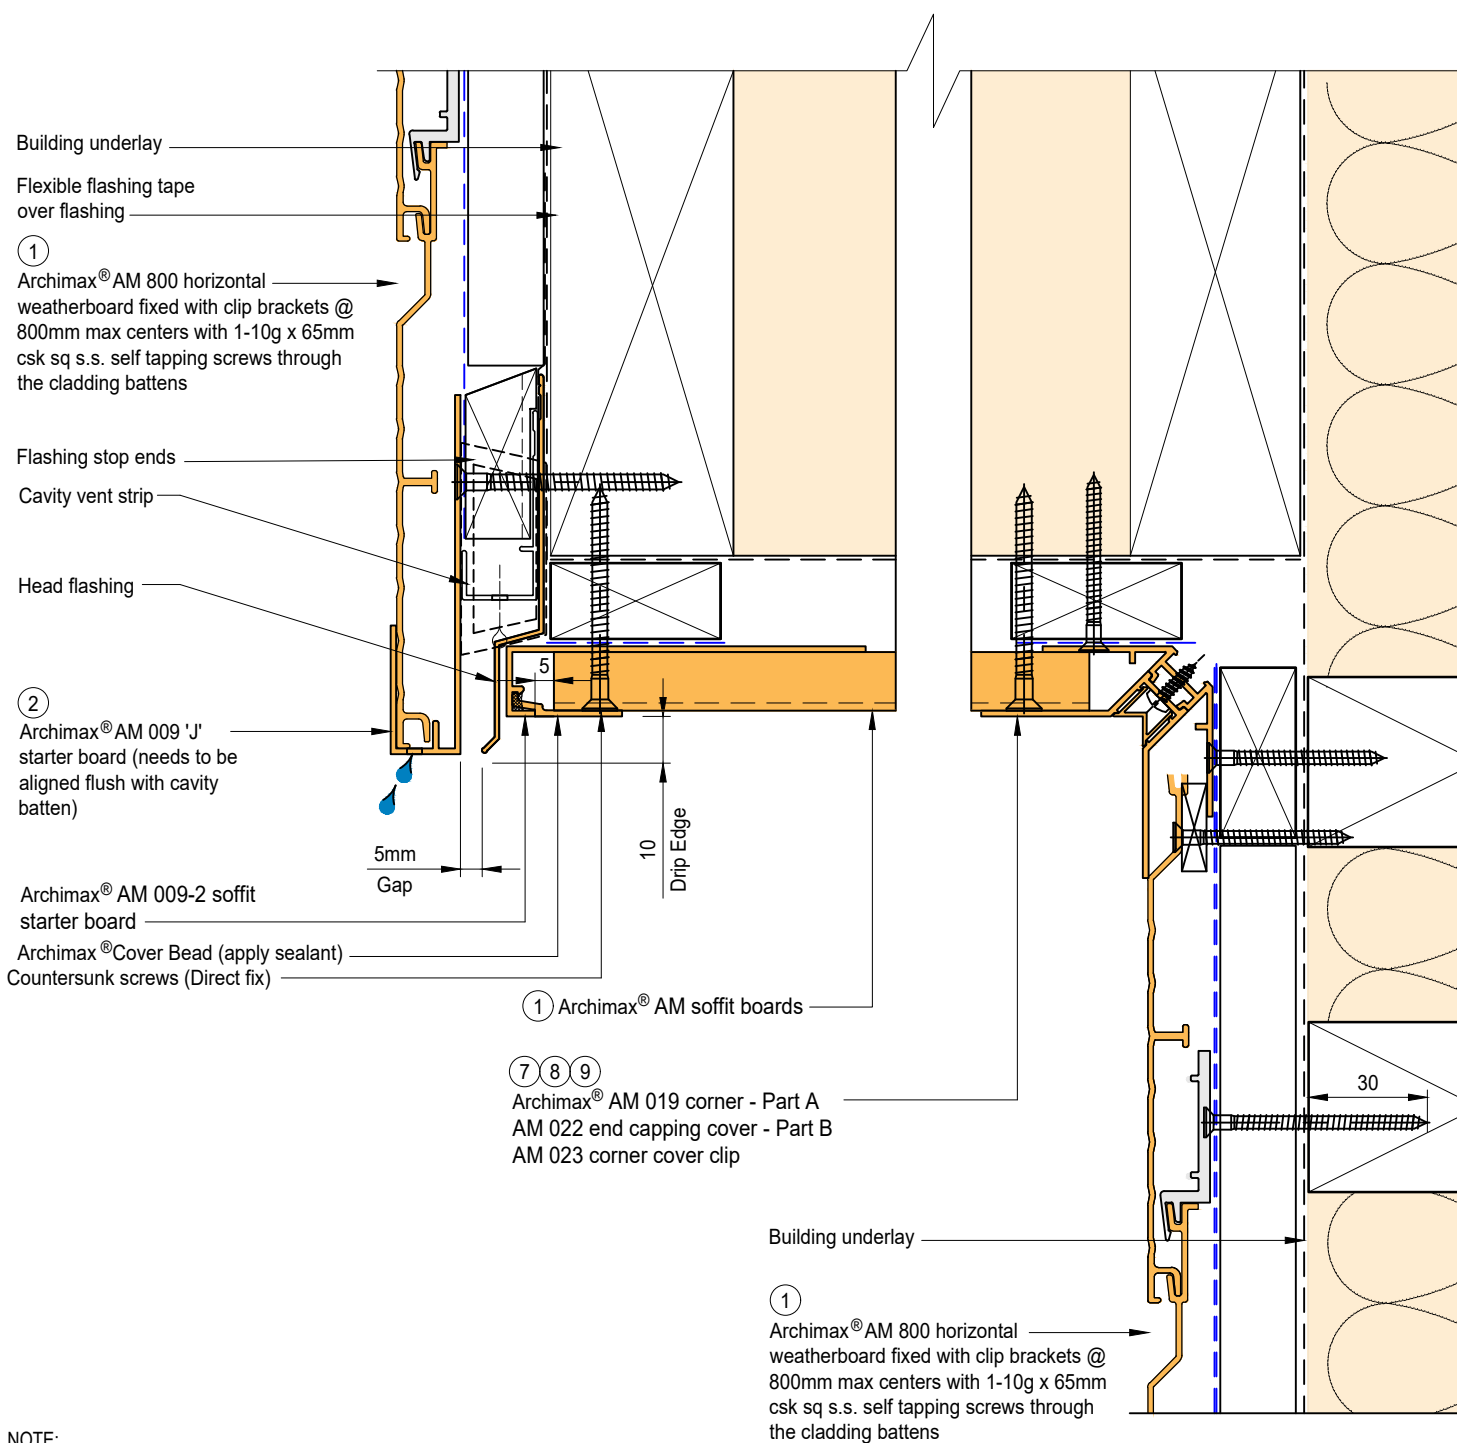 Building underlay
Flexible flashing tape
over flashing
1
Archimax® AM 800 horizontal
weatherboard fixed with clip brackets @
800mm max centers with 1-10g x 65mm
csk sq s.s. self tapping screws through
the cladding battens
Flashing stop ends
Cavity vent strip
Head flashing
2
Archimax® AM 009 'J'
starter board (needs to be
aligned flush with cavity
batten)
5
5mm
Gap
10
Drip Edge
Archimax® AM 009-2 soffit
starter board
Archimax® Cover Bead (apply sealant)
Countersunk screws (Direct fix)
1 Archimax® AM soffit boards
7 8 9
Archimax® AM 019 corner - Part A
AM 022 end capping cover - Part B
AM 023 corner cover clip
30
Building underlay
1
Archimax® AM 800 horizontal
weatherboard fixed with clip brackets @
800mm max centers with 1-10g x 65mm
csk sq s.s. self tapping screws through
the cladding battens
NOTE: